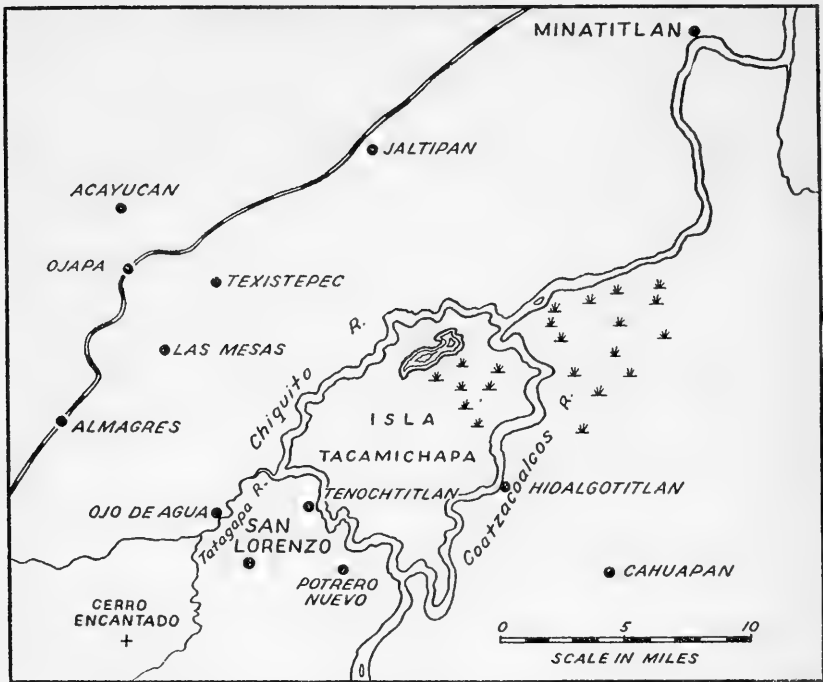 MINATITLAN
JALTIPAN
ACAYUCAN
OJAPA
TEXISTEPEC
LAS MESAS
Chiquito R.
ISLA
TACAMICHAPA
ALMAGRES
Coatzacoalcos R.
HIDALGOTITLAN
TENOCHTITLAN
OJO DE AGUA
Tatagapa R.
SAN
LORENZO
POTRERO
NUEVO
CAHUAPAN
CERRO
ENCANTADO
0 5 10
SCALE IN MILES